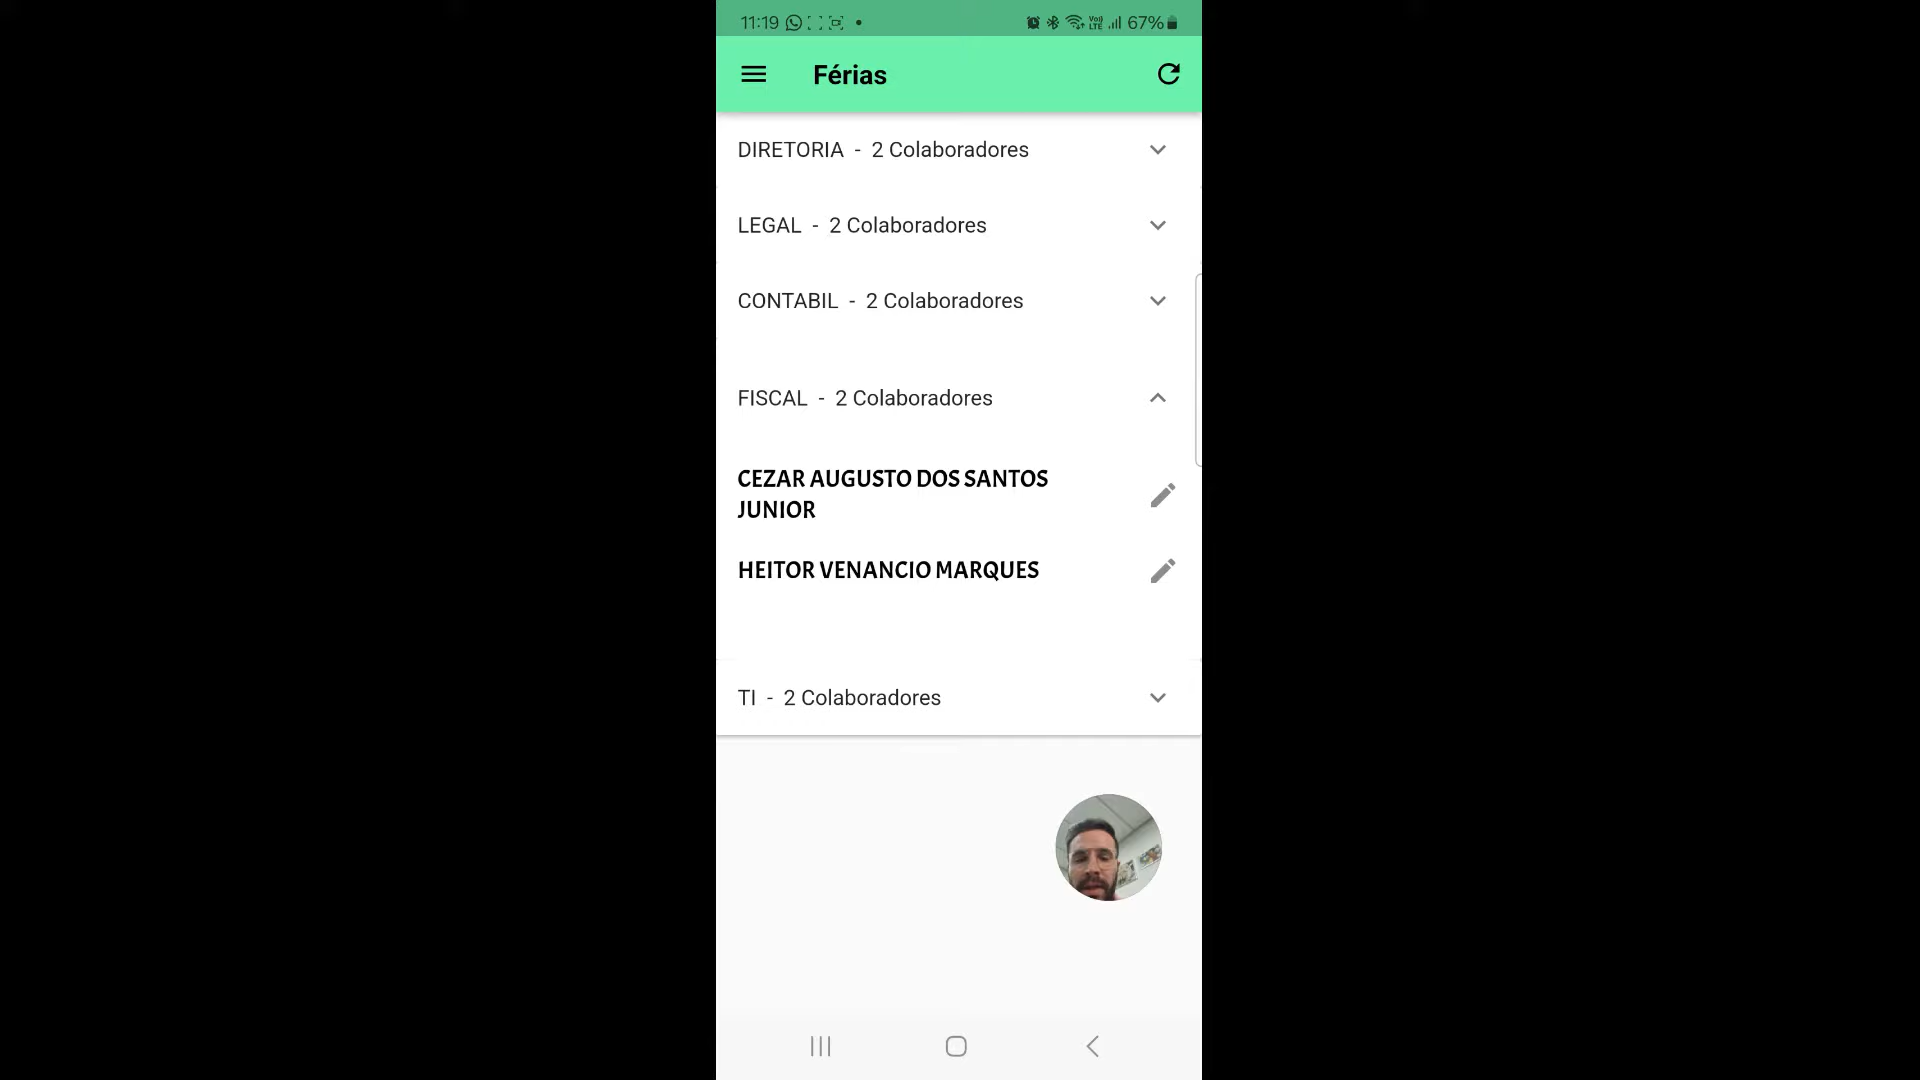 11:19 67%
Férias
DIRETORIA - 2 Colaboradores
LEGAL - 2 Colaboradores
CONTABIL - 2 Colaboradores
FISCAL - 2 Colaboradores
CEZAR AUGUSTO DOS SANTOS
JUNIOR
HEITOR VENANCIO MARQUES
TI - 2 Colaboradores